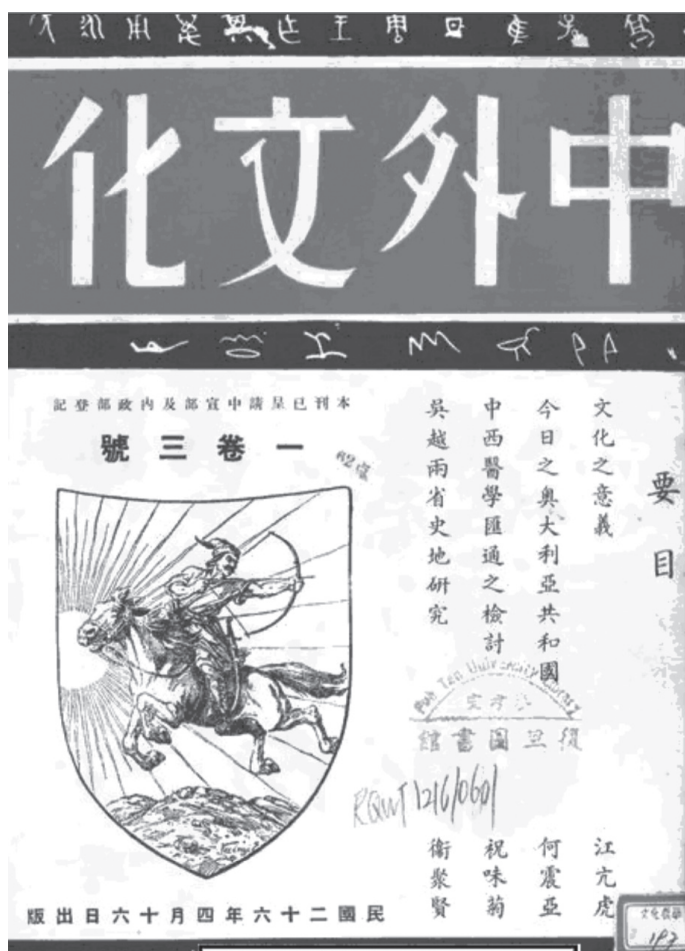 中外文化
本刊已呈請中宣部及內政部登記
一卷三號
要目
文化之意義
江亢虎
今日之奧大利亞共和國
何震亞
中西醫學匯通之檢討
祝味菊
吳越兩省史地研究
衛聚賢
Fuh Tan University Library
復旦圖書館
民國二十六年四月十六日出版